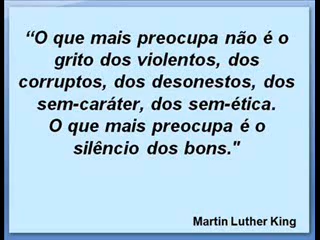 “O que mais preocupa não é o
grito dos violentos, dos
corruptos, dos desonestos, dos
sem-caráter, dos sem-ética.
O que mais preocupa é o
silêncio dos bons."
Martin Luther King